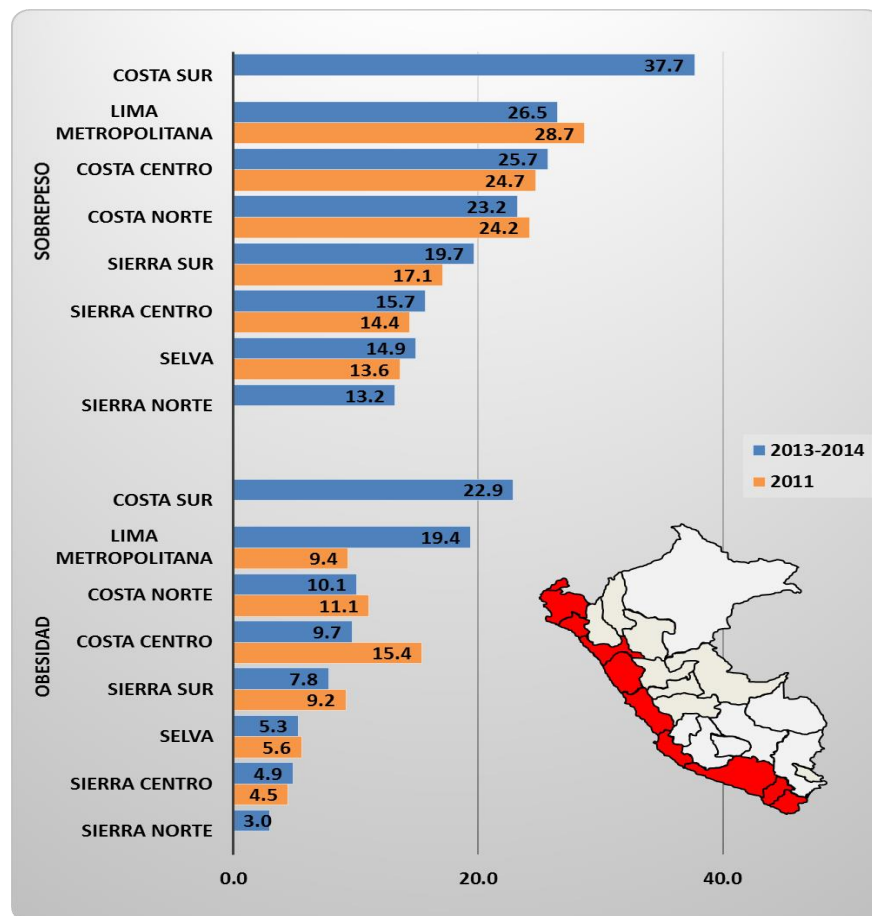 SOBREPESO
COSTA SUR
37.7
LIMA
METROPOLITANA
26.5
28.7
COSTA CENTRO
25.7
24.7
COSTA NORTE
23.2
24.2
SIERRA SUR
19.7
17.1
SIERRA CENTRO
15.7
14.4
SELVA
14.9
13.6
SIERRA NORTE
13.2
2013-2014
2011
OBESIDAD
COSTA SUR
22.9
LIMA
METROPOLITANA
19.4
9.4
COSTA NORTE
10.1
11.1
COSTA CENTRO
9.7
15.4
SIERRA SUR
7.8
9.2
SELVA
5.3
5.6
SIERRA CENTRO
4.9
4.5
SIERRA NORTE
3.0
0.0 20.0 40.0